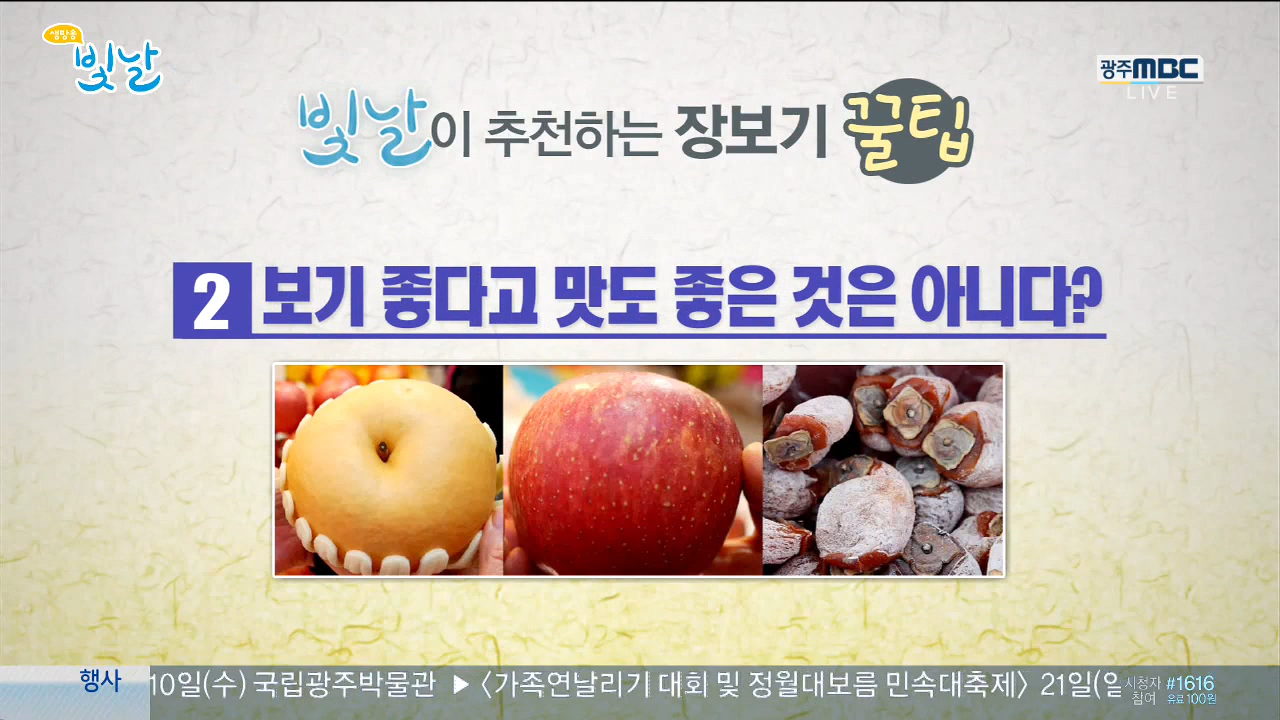 생방송
빛날
광주MBC
LIVE
빛날이 추천하는 장보기 꿀팁
2 보기 좋다고 맛도 좋은 것은 아니다?
행사 10일(수) 국립광주박물관 ▶ 〈가족연날리기 대회 및 정월대보름 민속대축제〉 21일(일
시청자 참여 #1616 유료 100원